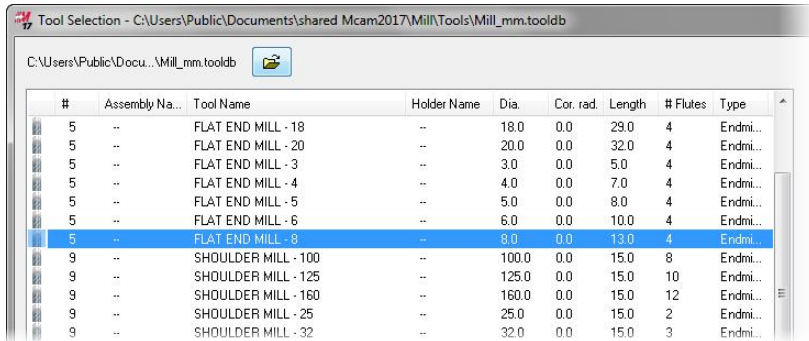 17 Tool Selection - C:\Users\Public\Documents\shared Mcam2017\Mill\Tools\Mill_mm.tooldb
C:\Users\Public\Docu...\Mill_mm.tooldb
# Assembly Na... Tool Name Holder Name Dia. Cor. rad. Length # Flutes Type
5 -- FLAT END MILL - 18 -- 18.0 0.0 29.0 4 Endmi...
5 -- FLAT END MILL - 20 -- 20.0 0.0 32.0 4 Endmi...
5 -- FLAT END MILL - 3 -- 3.0 0.0 5.0 4 Endmi...
5 -- FLAT END MILL - 4 -- 4.0 0.0 7.0 4 Endmi...
5 -- FLAT END MILL - 5 -- 5.0 0.0 8.0 4 Endmi...
5 -- FLAT END MILL - 6 -- 6.0 0.0 10.0 4 Endmi...
5 -- FLAT END MILL - 8 -- 8.0 0.0 13.0 4 Endmi...
9 -- SHOULDER MILL - 100 -- 100.0 0.0 15.0 8 Endmi...
9 -- SHOULDER MILL - 125 -- 125.0 0.0 15.0 10 Endmi...
9 -- SHOULDER MILL - 160 -- 160.0 0.0 15.0 12 Endmi...
9 -- SHOULDER MILL - 25 -- 25.0 0.0 15.0 2 Endmi...
9 -- SHOULDER MILL - 32 -- 32.0 0.0 15.0 3 Endmi...